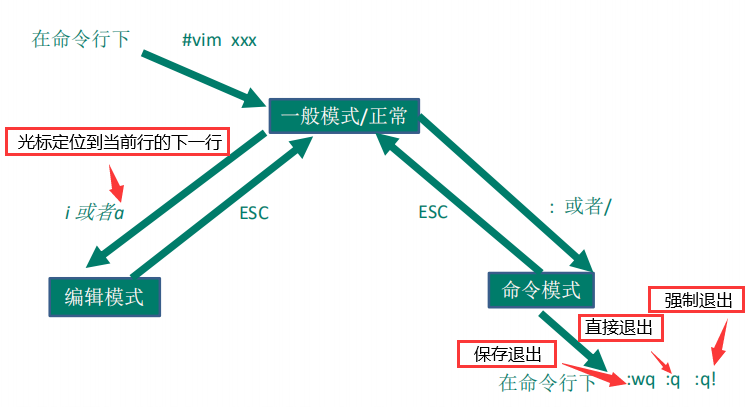 在命令行下 #vim xxx
一般模式/正常
光标定位到当前行的下一行
i 或者a
ESC
ESC
: 或者/
编辑模式
命令模式
强制退出
直接退出
保存退出
在命令行下 :wq :q :q!